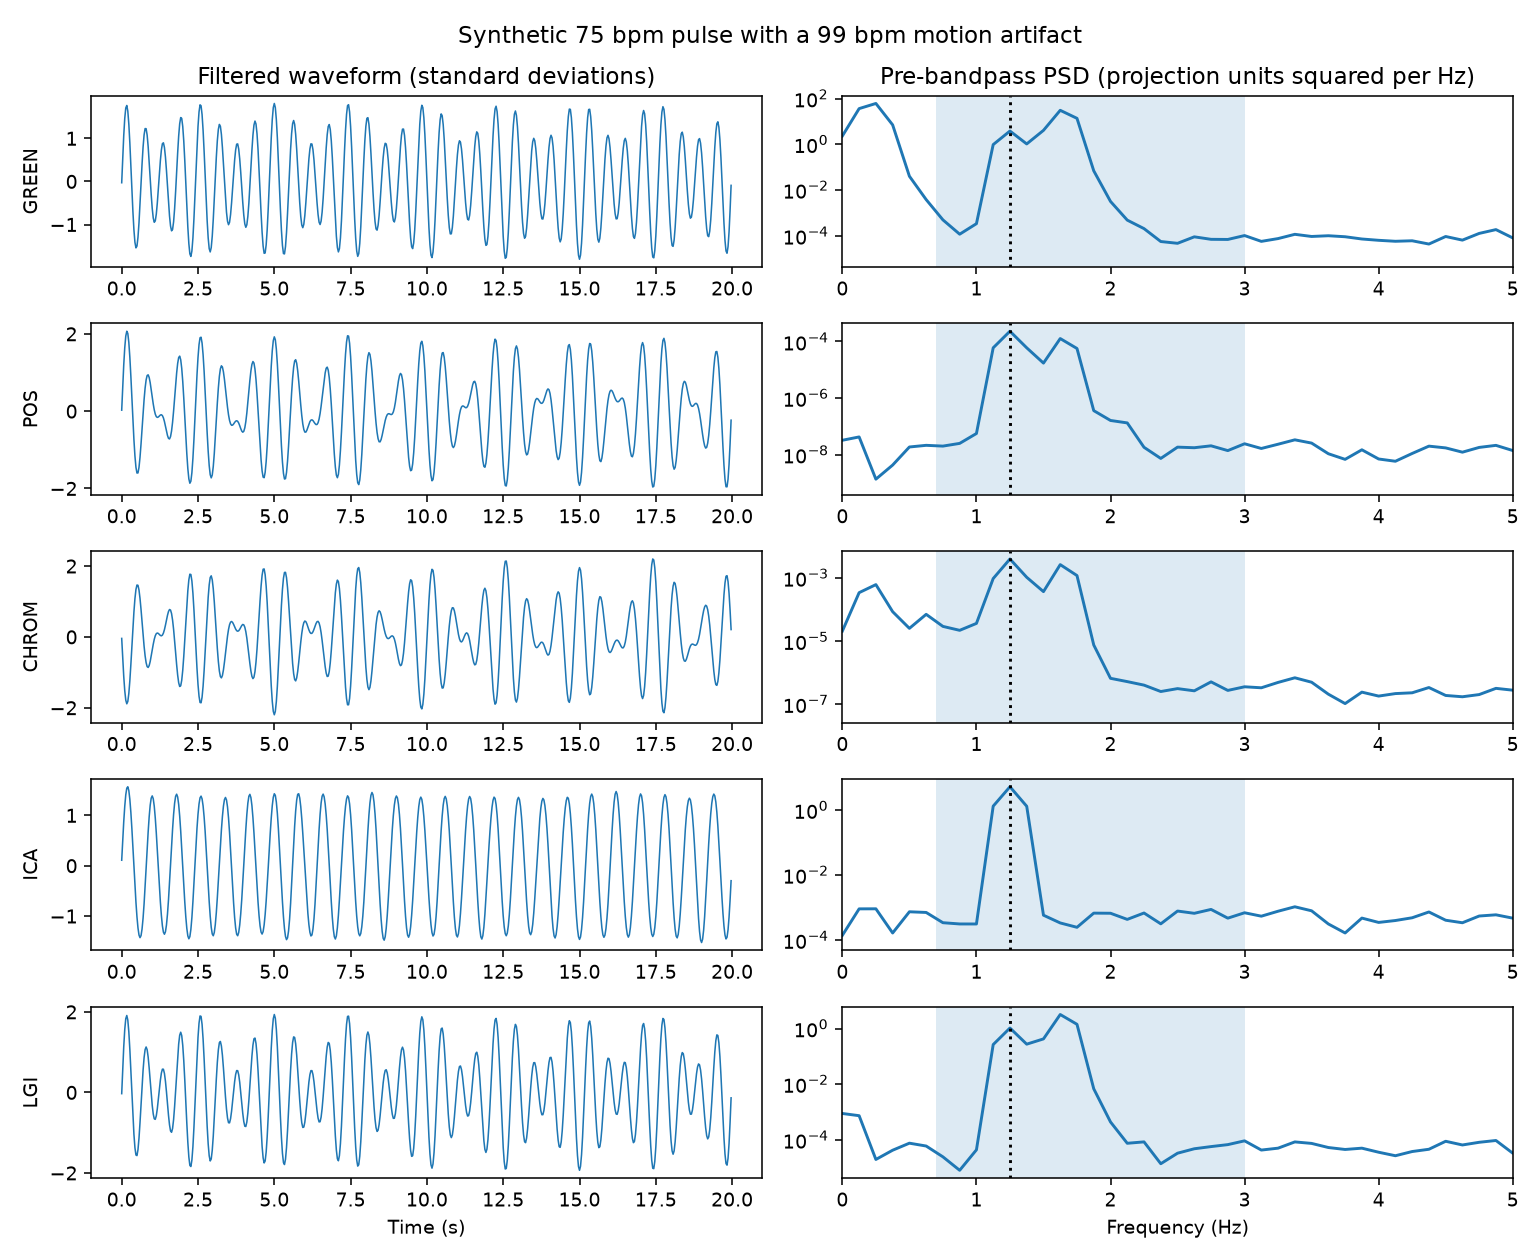 Synthetic 75 bpm pulse with a 99 bpm motion artifact
Filtered waveform (standard deviations)
Pre-bandpass PSD (projection units squared per Hz)
GREEN
1
0
−1
0.0 2.5 5.0 7.5 10.0 12.5 15.0 17.5 20.0
10²
10⁰
10⁻²
10⁻⁴
0 1 2 3 4 5
POS
2
0
−2
0.0 2.5 5.0 7.5 10.0 12.5 15.0 17.5 20.0
10⁻⁴
10⁻⁶
10⁻⁸
0 1 2 3 4 5
CHROM
2
0
−2
0.0 2.5 5.0 7.5 10.0 12.5 15.0 17.5 20.0
10⁻³
10⁻⁵
10⁻⁷
0 1 2 3 4 5
ICA
1
0
−1
0.0 2.5 5.0 7.5 10.0 12.5 15.0 17.5 20.0
10⁰
10⁻²
10⁻⁴
0 1 2 3 4 5
LGI
2
0
−2
0.0 2.5 5.0 7.5 10.0 12.5 15.0 17.5 20.0
Time (s)
10⁰
10⁻²
10⁻⁴
0 1 2 3 4 5
Frequency (Hz)